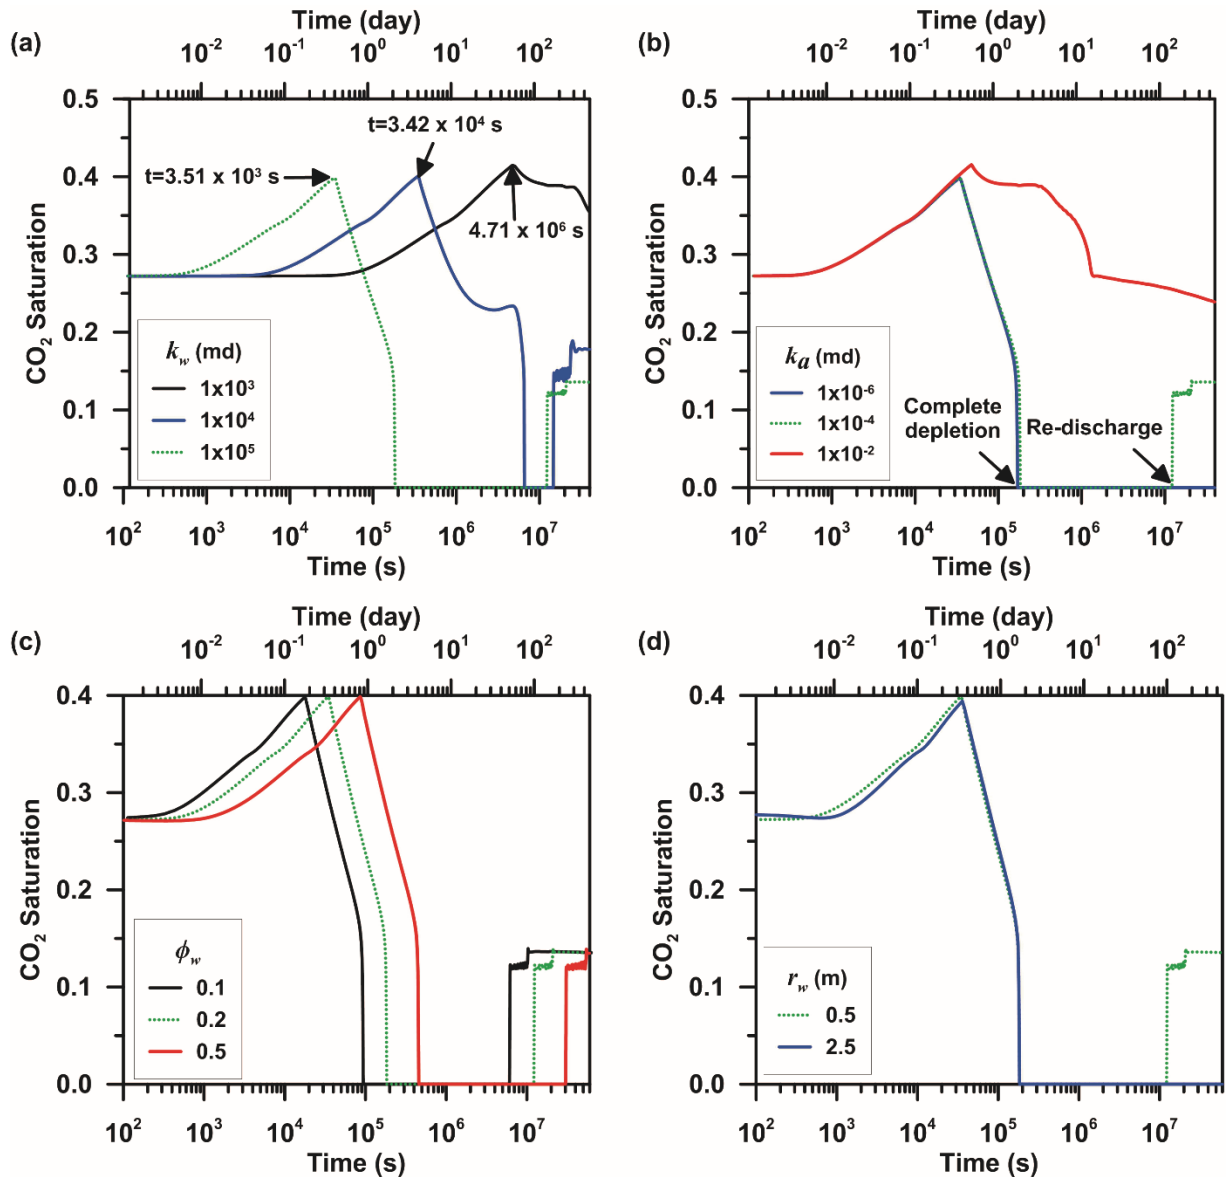 (a)
Time (day)
10⁻² 10⁻¹ 10⁰ 10¹ 10²
0.5
0.4
0.3
0.2
0.1
0.0
CO₂ Saturation
t=3.42 x 10⁴ s
t=3.51 x 10³ s
4.71 x 10⁶ s
k_w (md)
1x10³
1x10⁴
1x10⁵
10² 10³ 10⁴ 10⁵ 10⁶ 10⁷
Time (s)
(b)
Time (day)
10⁻² 10⁻¹ 10⁰ 10¹ 10²
0.5
0.4
0.3
0.2
0.1
0.0
CO₂ Saturation
k_a (md)
1x10⁻⁶
1x10⁻⁴
1x10⁻²
Complete
depletion
Re-discharge
10² 10³ 10⁴ 10⁵ 10⁶ 10⁷
Time (s)
(c)
Time (day)
10⁻² 10⁻¹ 10⁰ 10¹ 10²
0.4
0.3
0.2
0.1
0.0
CO₂ Saturation
ϕ_w
0.1
0.2
0.5
10² 10³ 10⁴ 10⁵ 10⁶ 10⁷
Time (s)
(d)
Time (day)
10⁻² 10⁻¹ 10⁰ 10¹ 10²
0.4
0.3
0.2
0.1
0.0
CO₂ Saturation
r_w (m)
0.5
2.5
10² 10³ 10⁴ 10⁵ 10⁶ 10⁷
Time (s)